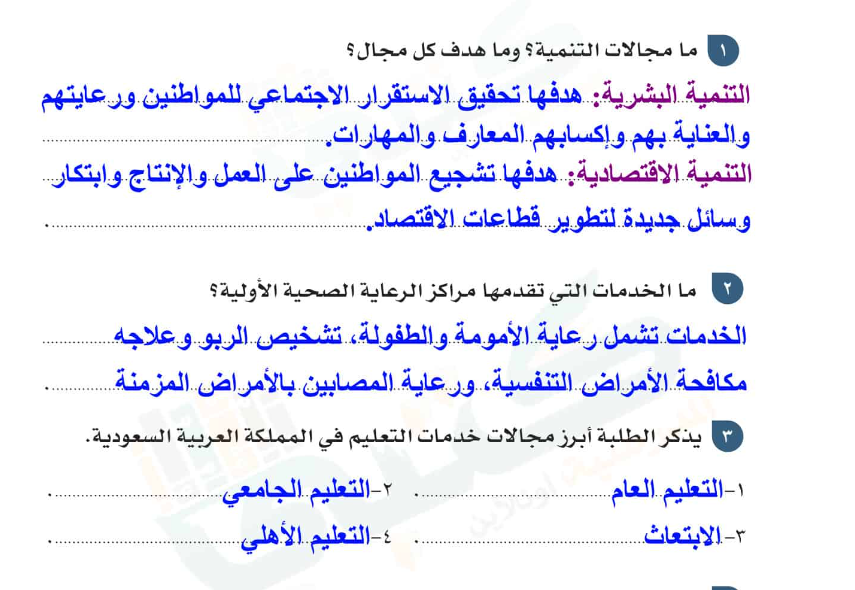 ١ ما مجالات التنمية؟ وما هدف كل مجال؟
التنمية البشرية: هدفها تحقيق الاستقرار الاجتماعي للمواطنين ورعايتهم
والعناية بهم وإكسابهم المعارف والمهارات.
التنمية الاقتصادية: هدفها تشجيع المواطنين على العمل والإنتاج وابتكار
وسائل جديدة لتطوير قطاعات الاقتصاد.
٢ ما الخدمات التي تقدمها مراكز الرعاية الصحية الأولية؟
الخدمات تشمل رعاية الأمومة والطفولة، تشخيص الربو وعلاجه
مكافحة الأمراض التنفسية، ورعاية المصابين بالأمراض المزمنة
٣ يذكر الطلبة أبرز مجالات خدمات التعليم في المملكة العربية السعودية.
١-التعليم العام . ٢-التعليم الجامعي .
٣-الابتعاث . ٤-التعليم الأهلي .